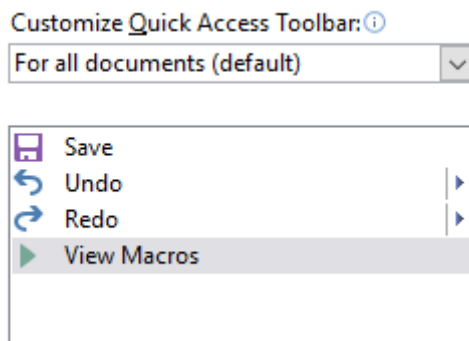 Customize Quick Access Toolbar:
For all documents (default)
Save
Undo
Redo
View Macros